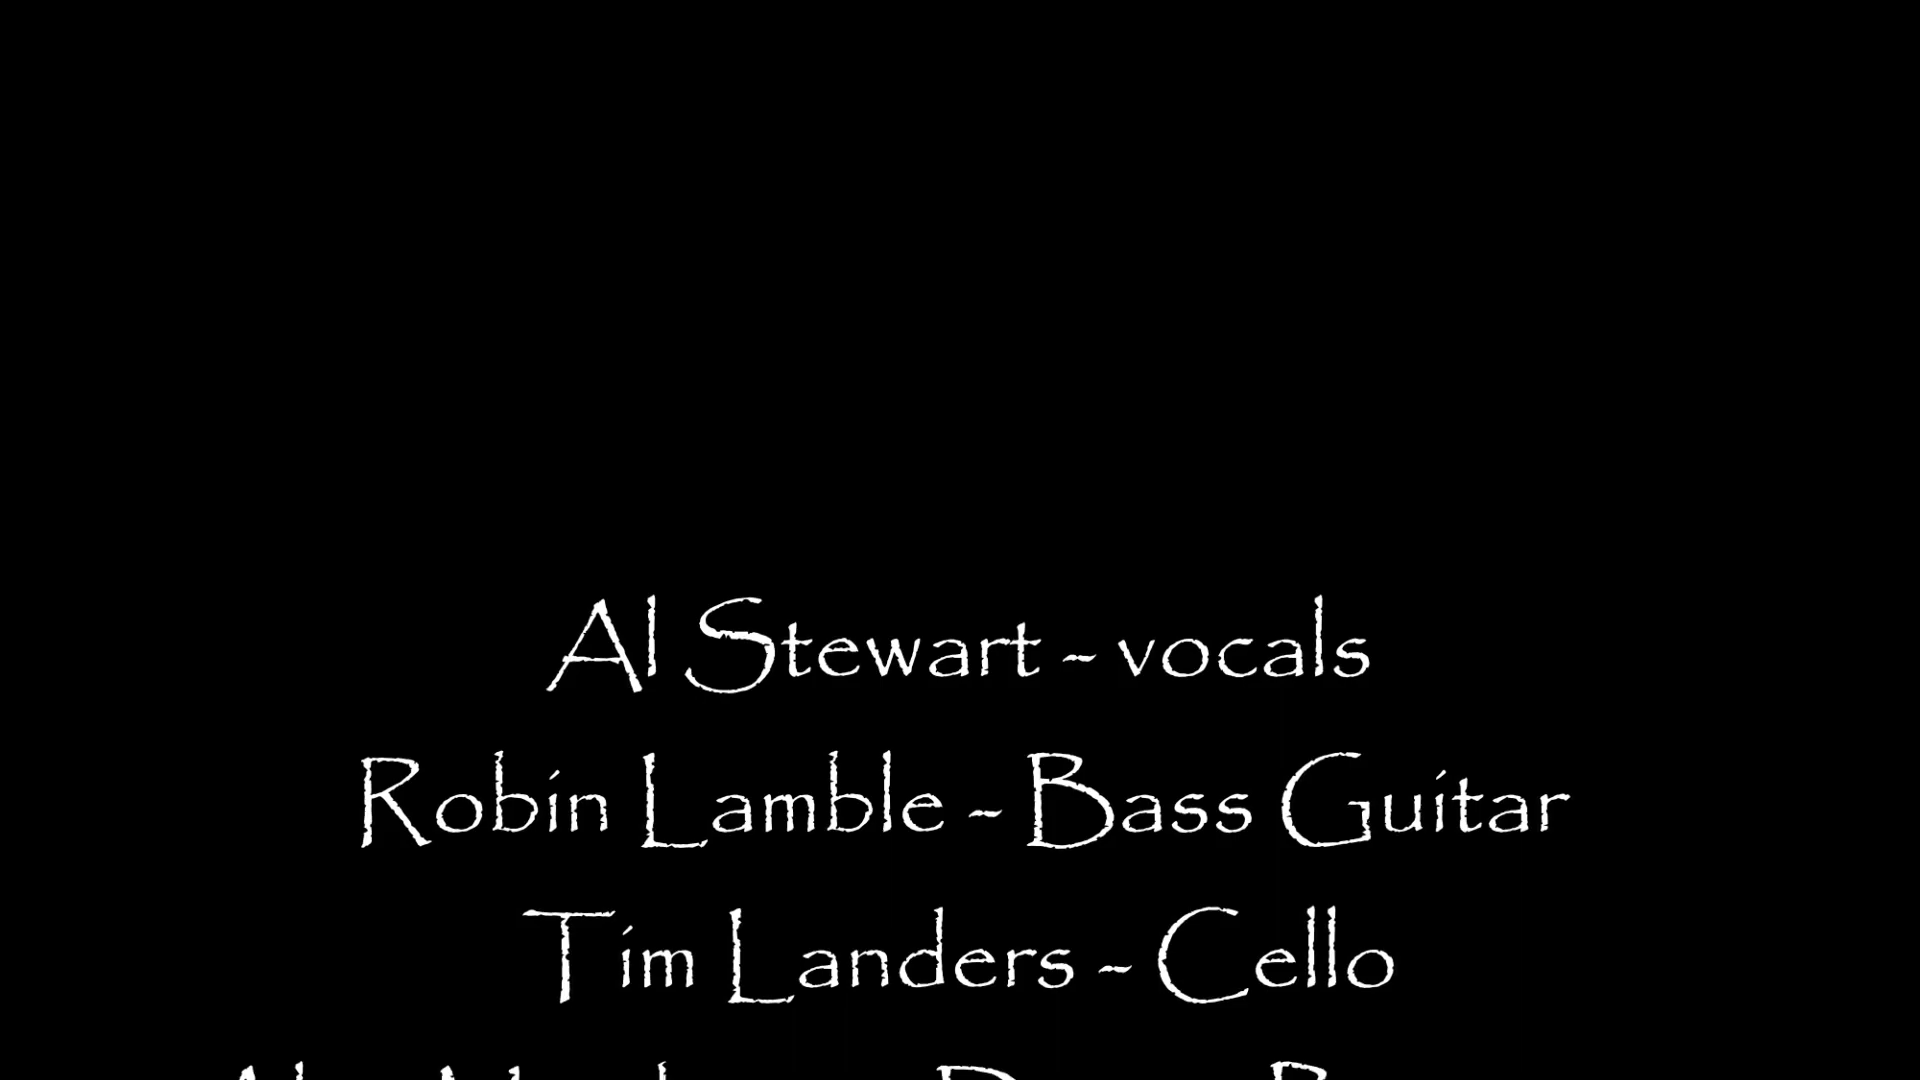 Al Stewart - vocals
Robin Lamble - Bass Guitar
Tim Landers - Cello